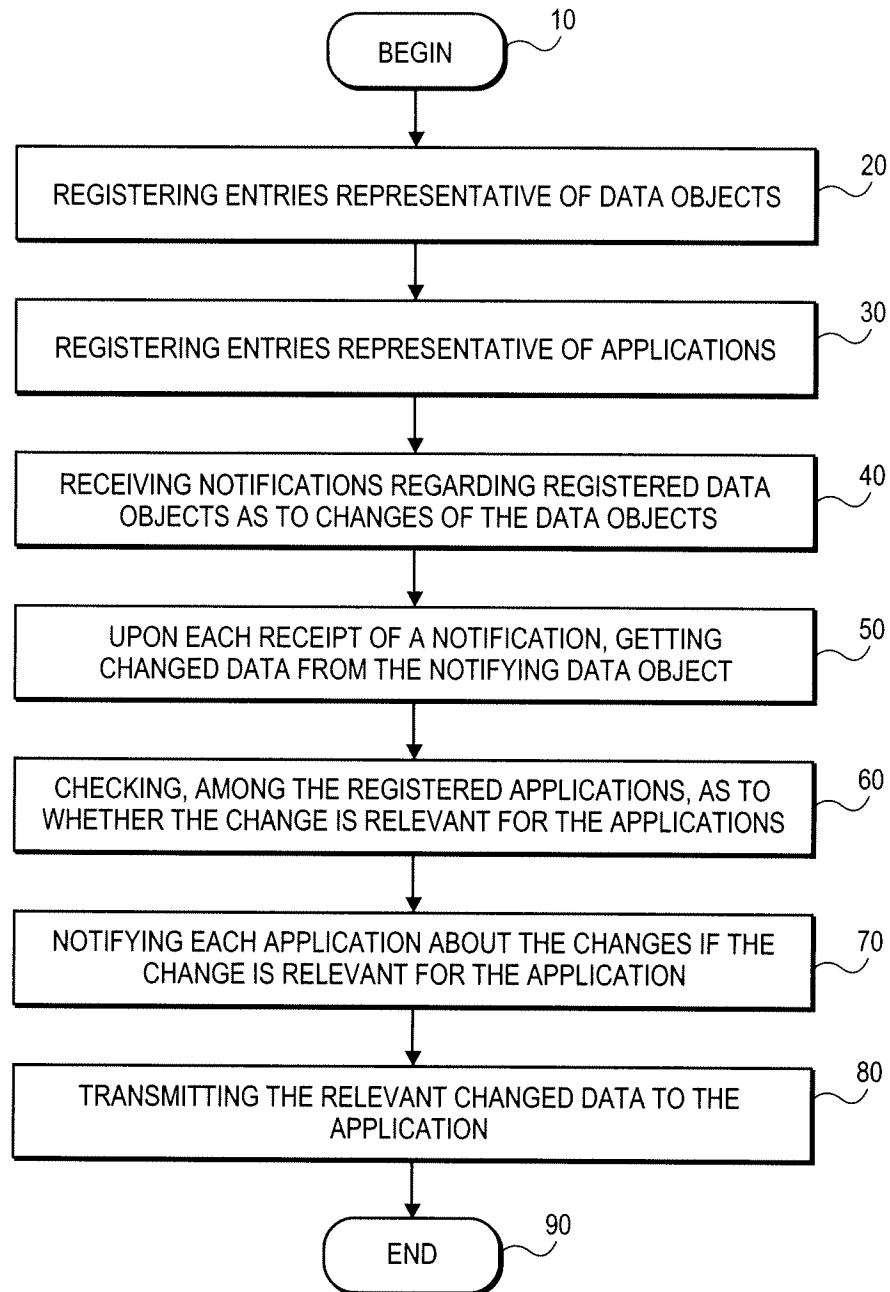 10
BEGIN
20
REGISTERING ENTRIES REPRESENTATIVE OF DATA OBJECTS
30
REGISTERING ENTRIES REPRESENTATIVE OF APPLICATIONS
40
RECEIVING NOTIFICATIONS REGARDING REGISTERED DATA
OBJECTS AS TO CHANGES OF THE DATA OBJECTS
50
UPON EACH RECEIPT OF A NOTIFICATION, GETTING
CHANGED DATA FROM THE NOTIFYING DATA OBJECT
60
CHECKING, AMONG THE REGISTERED APPLICATIONS, AS TO
WHETHER THE CHANGE IS RELEVANT FOR THE APPLICATIONS
70
NOTIFYING EACH APPLICATION ABOUT THE CHANGES IF THE
CHANGE IS RELEVANT FOR THE APPLICATION
80
TRANSMITTING THE RELEVANT CHANGED DATA TO THE
APPLICATION
90
END